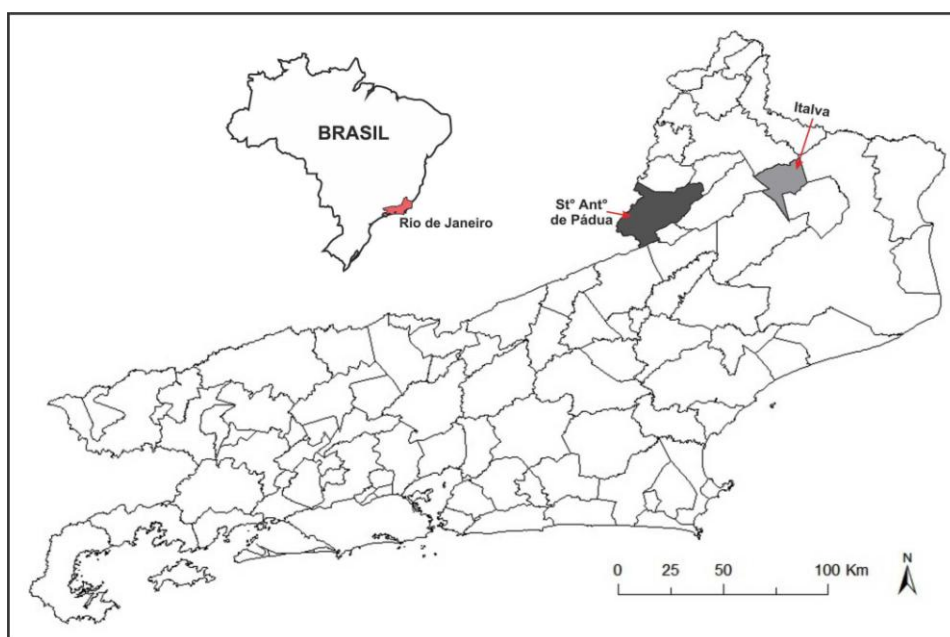 BRASIL
Rio de Janeiro
Italva
Stº Antº
de Pádua
N
0 25 50 100 Km